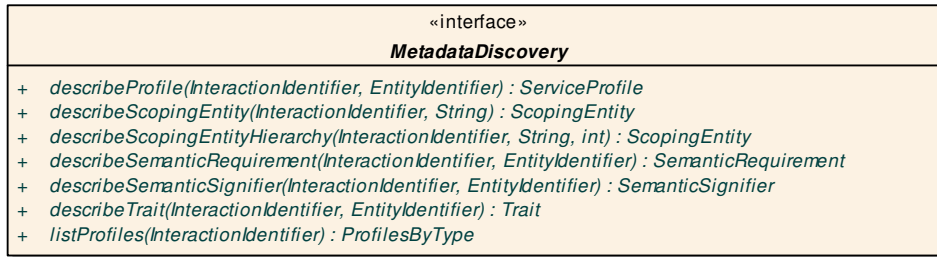 «interface»
MetadataDiscovery
+ describeProfile(InteractionIdentifier, EntityIdentifier) : ServiceProfile
+ describeScopingEntity(InteractionIdentifier, String) : ScopingEntity
+ describeScopingEntityHierarchy(InteractionIdentifier, String, int) : ScopingEntity
+ describeSemanticRequirement(InteractionIdentifier, EntityIdentifier) : SemanticRequirement
+ describeSemanticSignifier(InteractionIdentifier, EntityIdentifier) : SemanticSignifier
+ describeTrait(InteractionIdentifier, EntityIdentifier) : Trait
+ listProfiles(InteractionIdentifier) : ProfilesByType